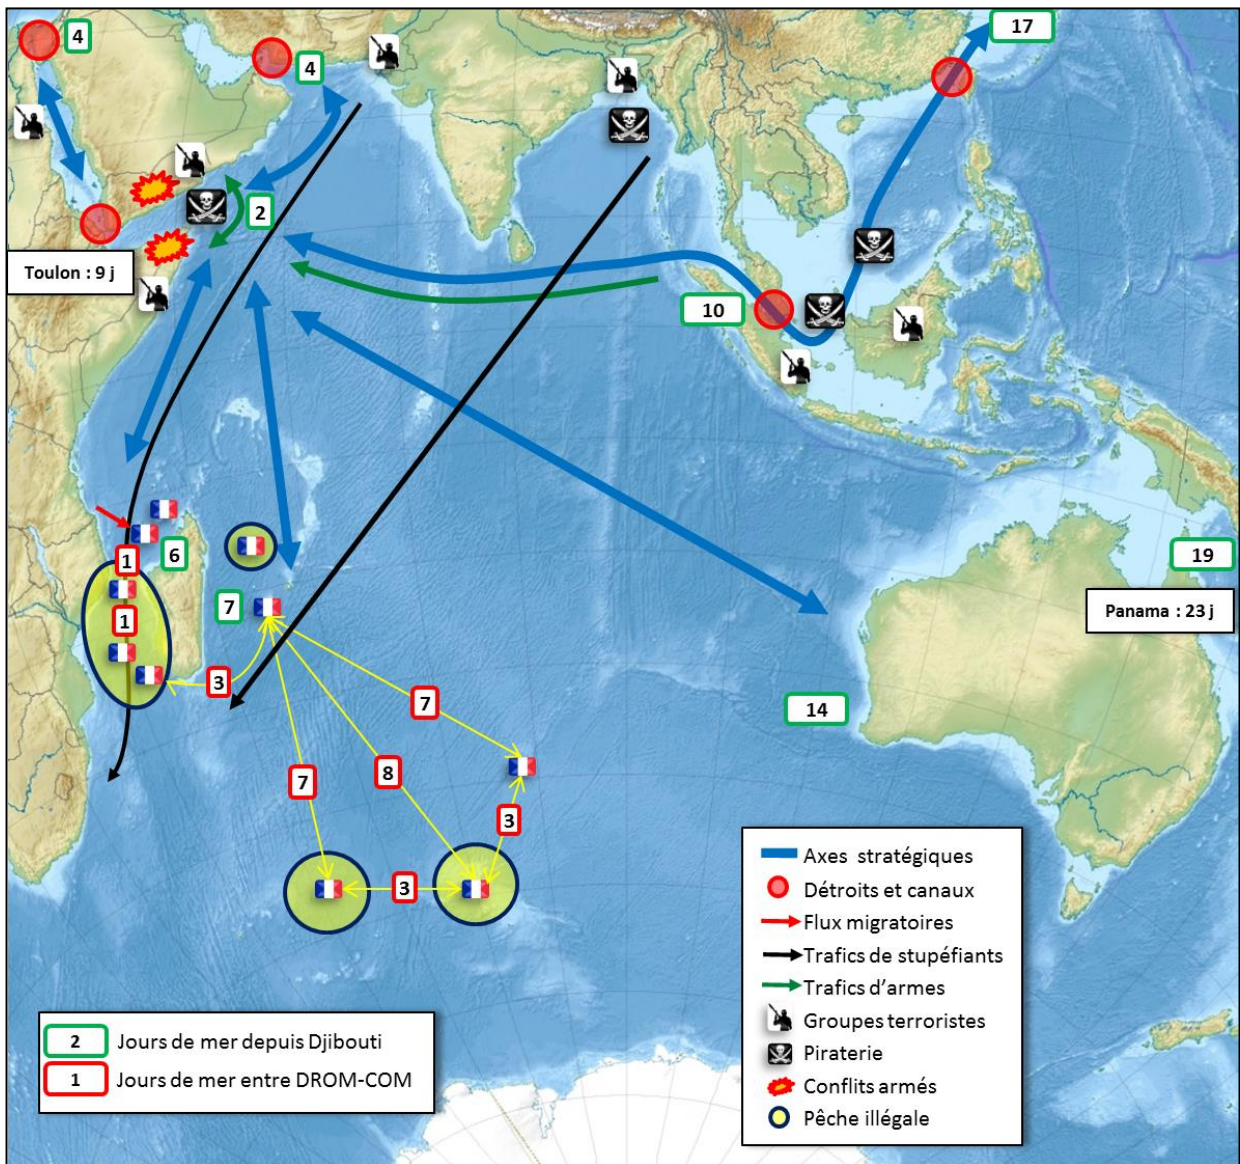 4
17
4
2
Toulon : 9 j
10
6
19
1
7
Panama : 23 j
1
3
7
14
7
8
3
3
Axes stratégiques
Détroits et canaux
Flux migratoires
Trafics de stupéfiants
Trafics d'armes
Groupes terroristes
Piraterie
Conflits armés
Pêche illégale
2 Jours de mer depuis Djibouti
1 Jours de mer entre DROM-COM